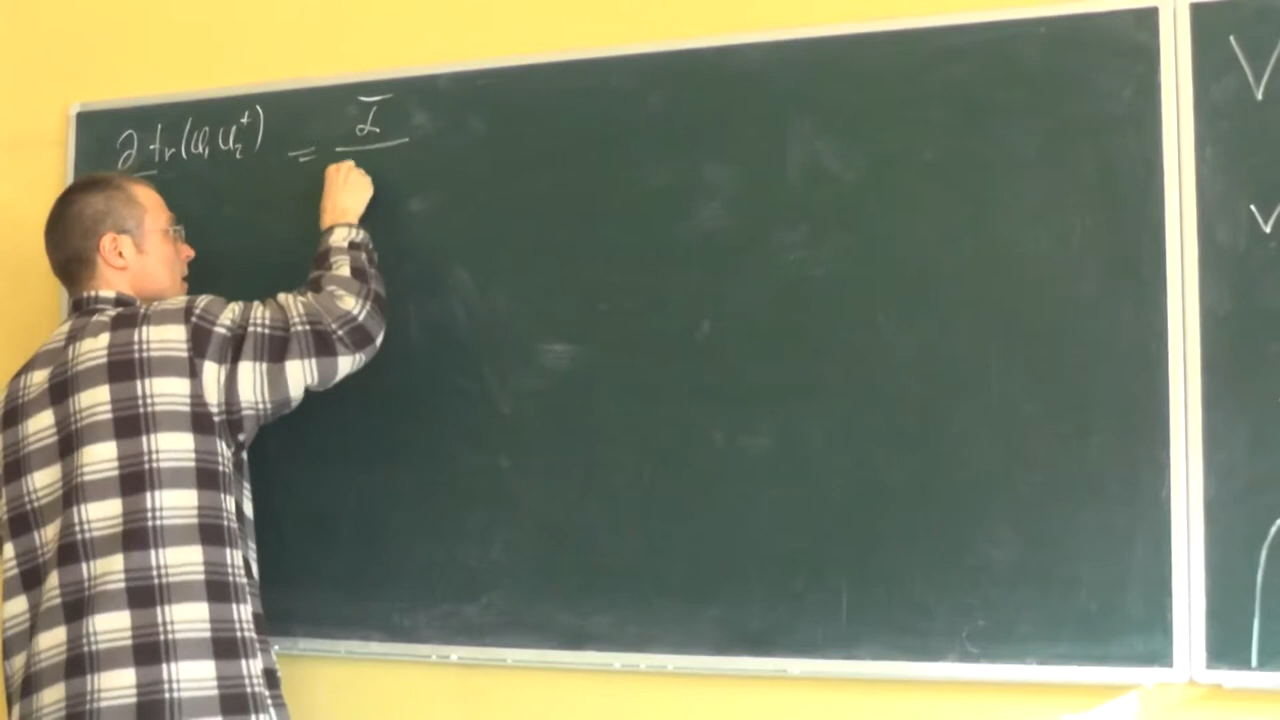 ∂ tr(U₁ U₂⁺) = ᾱ
V
V